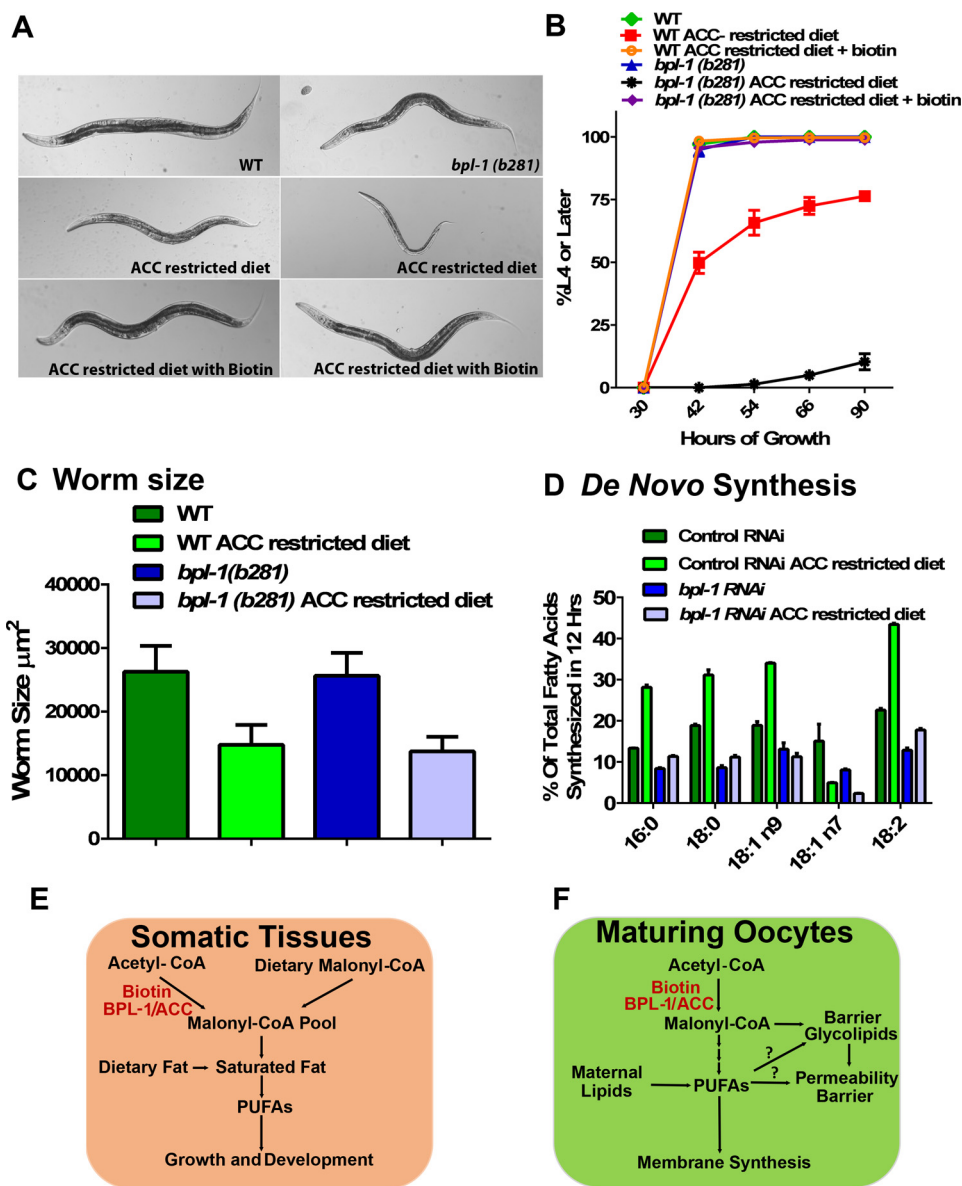 A
WT
bpl-1 (b281)
ACC restricted diet
ACC restricted diet
ACC restricted diet with Biotin
ACC restricted diet with Biotin
B
WT
WT ACC- restricted diet
WT ACC restricted diet + biotin
bpl-1 (b281)
bpl-1 (b281) ACC restricted diet
bpl-1 (b281) ACC restricted diet + biotin
100
75
50
25
0
%L4 or Later
30
42
54
66
90
Hours of Growth
C Worm size
WT
WT ACC restricted diet
bpl-1(b281)
bpl-1 (b281) ACC restricted diet
40000
30000
20000
10000
0
Worm Size μm²
D De Novo Synthesis
Control RNAi
Control RNAi ACC restricted diet
bpl-1 RNAi
bpl-1 RNAi ACC restricted diet
50
40
30
20
10
0
% Of Total Fatty Acids
Synthesized in 12 Hrs
16:0
18:0
18:1 n9
18:1 n7
18:2
E
Somatic Tissues
Acetyl- CoA
Dietary Malonyl-CoA
Biotin
BPL-1/ACC
Malonyl-CoA Pool
Dietary Fat
Saturated Fat
PUFAs
Growth and Development
F
Maturing Oocytes
Acetyl-CoA
Biotin
BPL-1/ACC
Malonyl-CoA
Barrier
Glycolipids
?
Maternal
Lipids
PUFAs
?
Permeability
Barrier
Membrane Synthesis